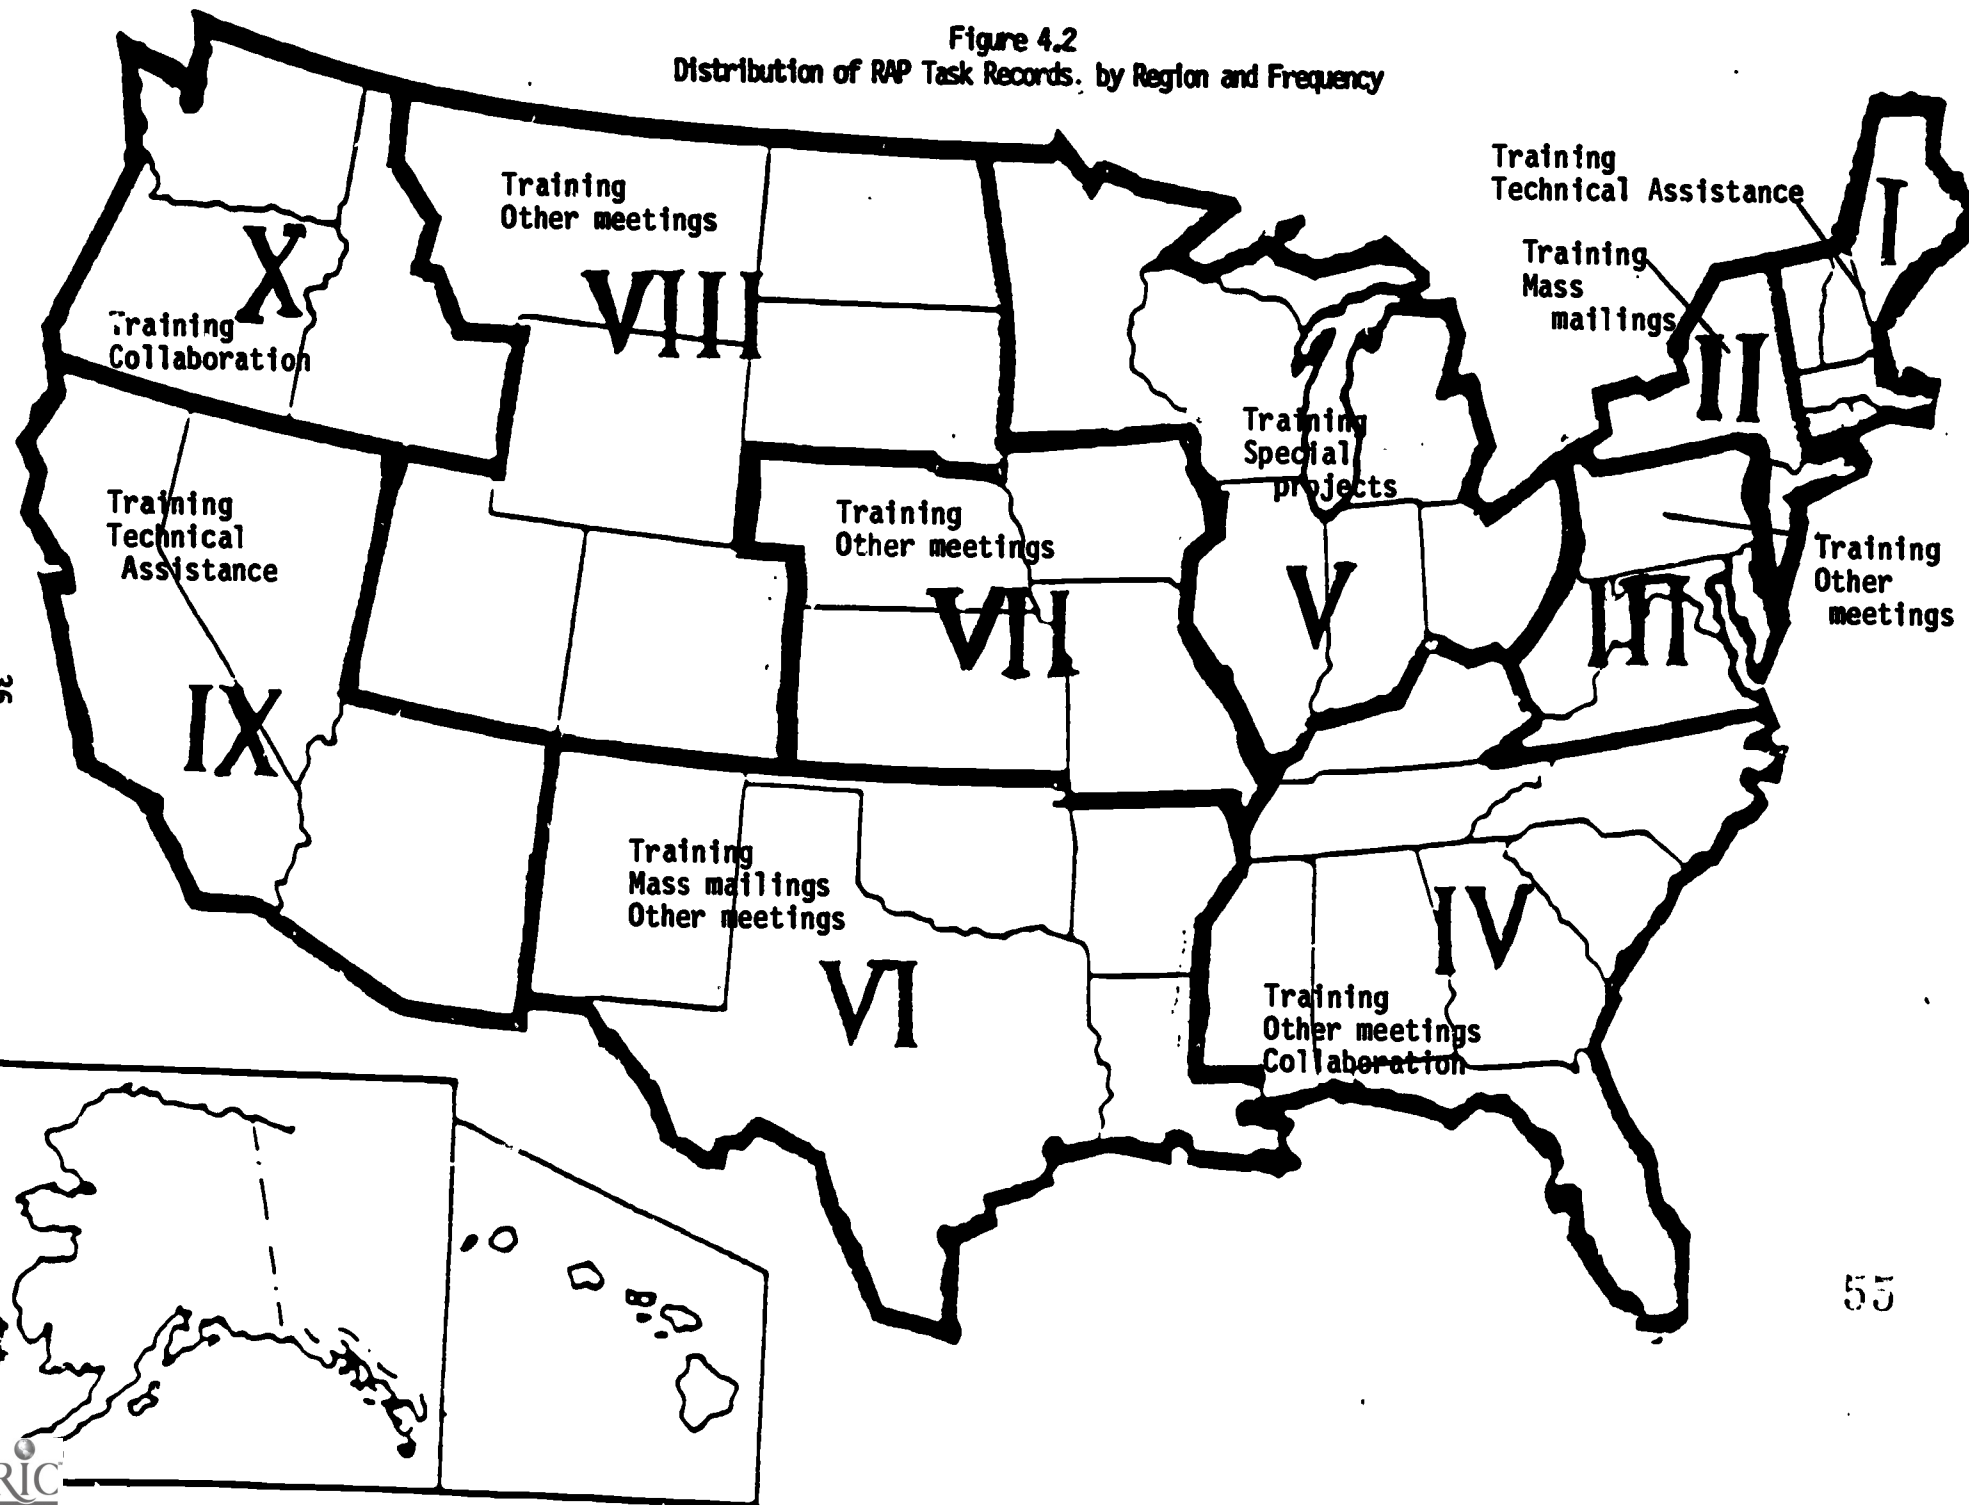 Figure 4.2
Distribution of RAP Task Records. by Region and Frequency
Training
Technical Assistance
I
Training
Mass
mailings
II
Training
Other meetings
VIII
X
Training
Collaboration
Training
Special
projects
V
Training
Technical
Assistance
IX
Training
Other meetings
VII
Training
Other
meetings
III
36
Training
Mass mailings
Other meetings
VI
IV
Training
Other meetings
Collaboration
55
RIC